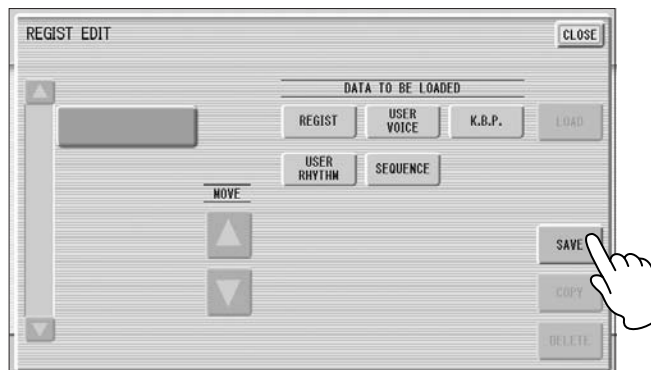 REGIST EDIT
CLOSE
DATA TO BE LOADED
REGIST
USER
VOICE
K.B.P.
LOAD
USER
RHYTHM
SEQUENCE
MOVE
SAVE
COPY
DELETE